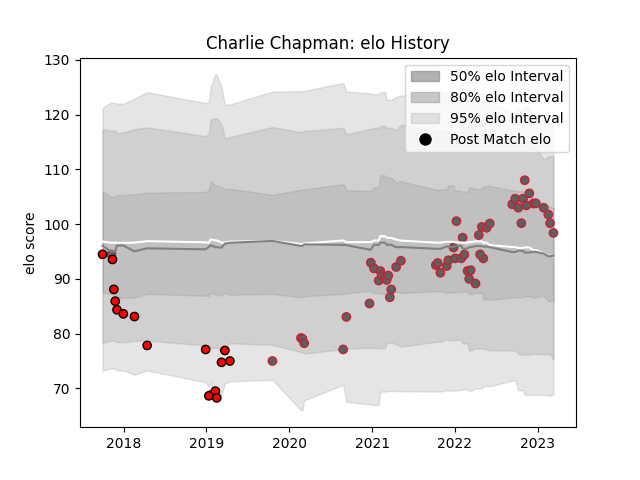 Charlie Chapman: elo History
130
120
110
100
90
80
70
elo score
50% elo Interval
80% elo Interval
95% elo Interval
Post Match elo
2018
2019
2020
2021
2022
2023